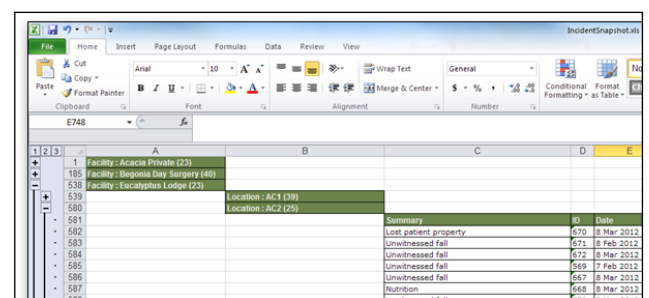 IncidentSnapshot.xls
File Home Insert Page Layout Formulas Data Review View
Cut Arial 10 A A Wrap Text General
Copy
Paste Format Painter B I U A Merge & Center $ % , .0 .00 Conditional Format
Formatting as Table
Clipboard Font Alignment Number
E748 fx
1 2 3 A B C D E
1 Facility : Acacia Private (23)
185 Facility : Begonia Day Surgery (40)
538 Facility : Eucalyptus Lodge (23)
539 Location : AC1 (39)
580 Location : AC2 (25)
581 Summary ID Date
582 Lost patient property 670 8 Mar 2012
583 Unwitnessed fall 671 8 Feb 2012
584 Unwitnessed fall 672 8 Mar 2012
585 Unwitnessed fall 569 7 Feb 2012
586 Unwitnessed fall 667 8 Mar 2012
587 Nutrition 668 8 Mar 2012